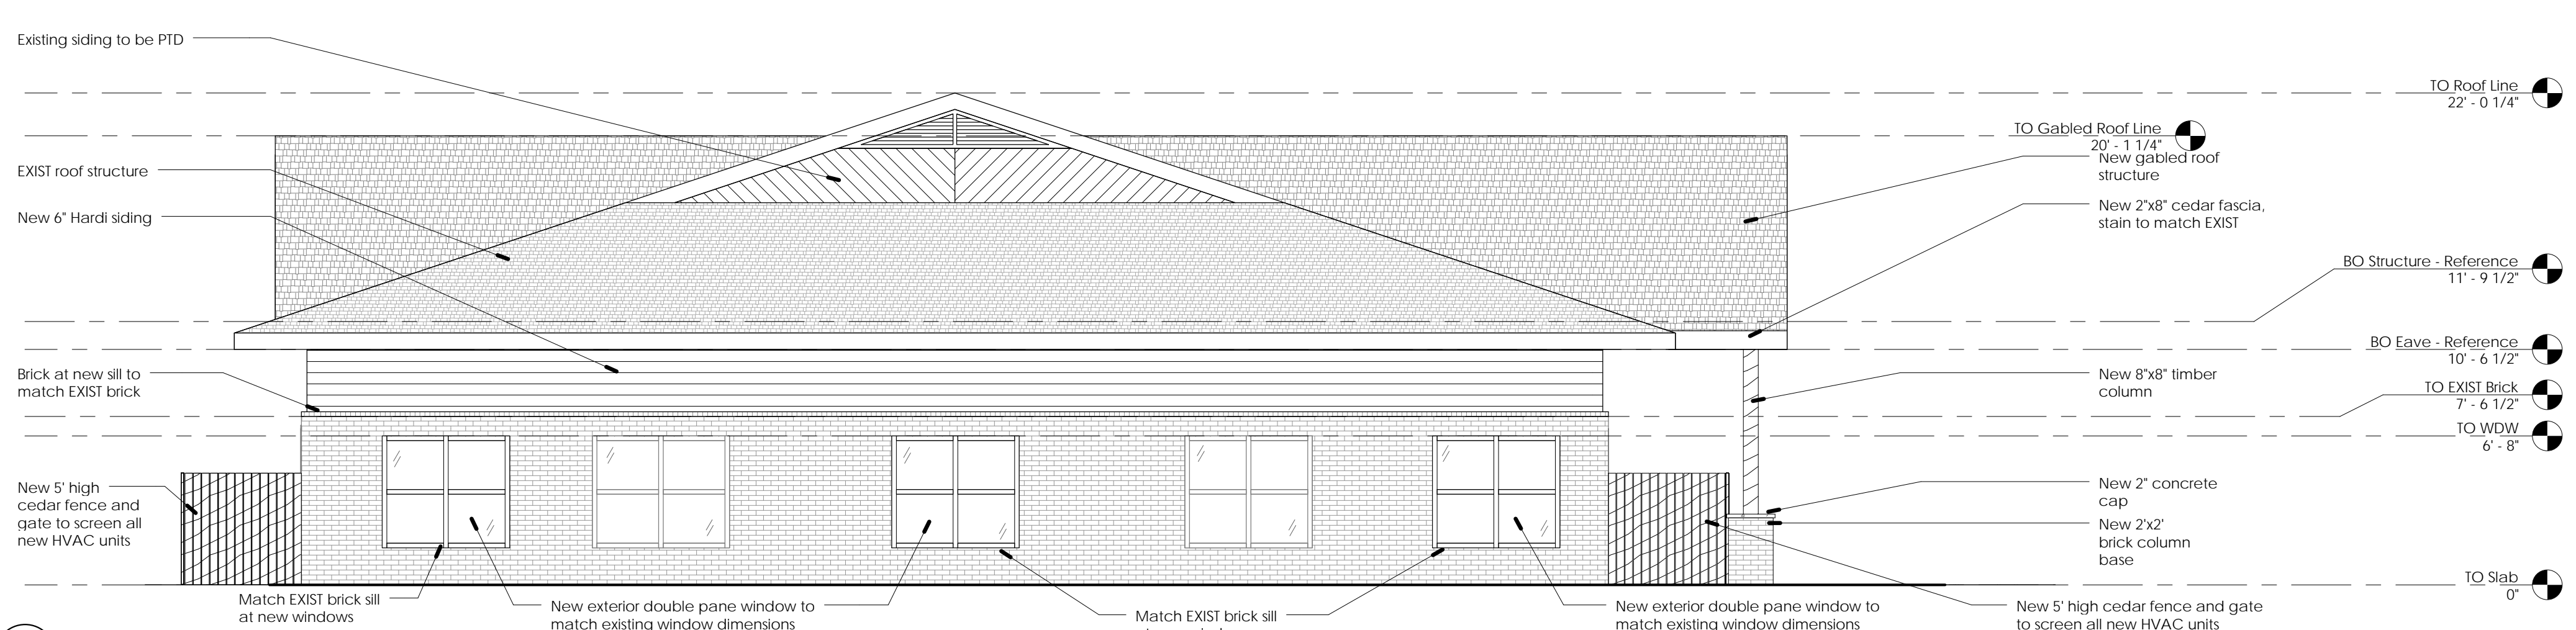 Existing siding to be PTD
EXIST roof structure
New 6" Hardi siding
Brick at new sill to
match EXIST brick
New 5' high
cedar fence and
gate to screen all
new HVAC units
Match EXIST brick sill
at new windows
New exterior double pane window to
match existing window dimensions
Match EXIST brick sill
New exterior double pane window to
match existing window dimensions
New 5' high cedar fence and gate
to screen all new HVAC units
TO Gabled Roof Line
20' - 1 1/4"
New gabled roof
structure
New 2"x8" cedar fascia,
stain to match EXIST
New 8"x8" timber
column
New 2" concrete
cap
New 2'x2'
brick column
base
TO Roof Line
22' - 0 1/4"
BO Structure - Reference
11' - 9 1/2"
BO Eave - Reference
10' - 6 1/2"
TO EXIST Brick
7' - 6 1/2"
TO WDW
6' - 8"
TO Slab
0"